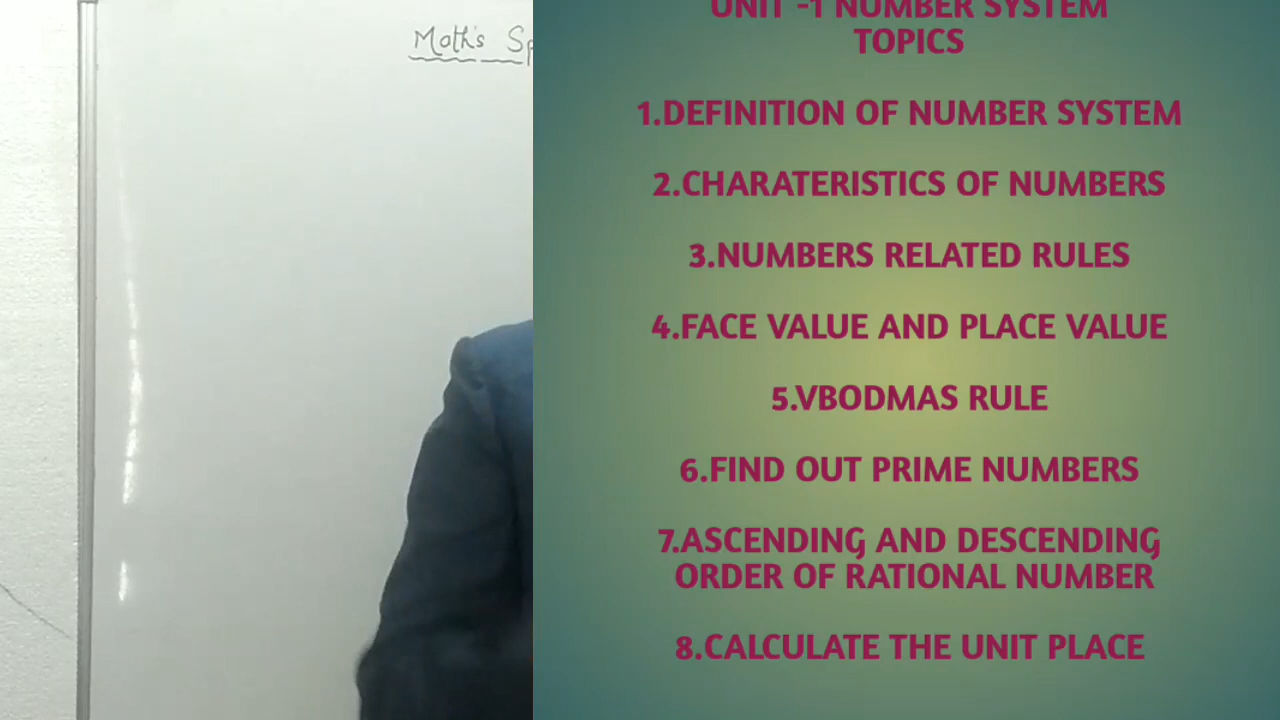 Moth's Sp
UNIT -1 NUMBER SYSTEM
TOPICS
1.DEFINITION OF NUMBER SYSTEM
2.CHARATERISTICS OF NUMBERS
3.NUMBERS RELATED RULES
4.FACE VALUE AND PLACE VALUE
5.VBODMAS RULE
6.FIND OUT PRIME NUMBERS
7.ASCENDING AND DESCENDING
ORDER OF RATIONAL NUMBER
8.CALCULATE THE UNIT PLACE